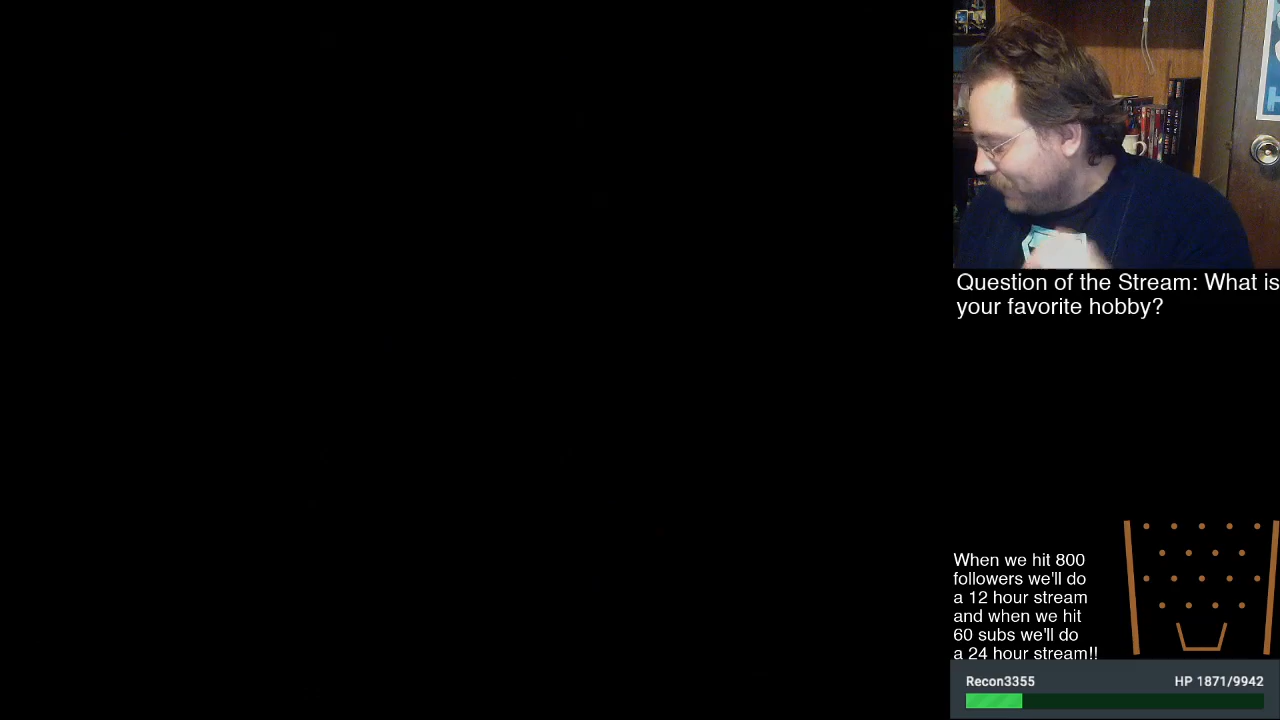 Question of the Stream: What is
your favorite hobby?
When we hit 800
followers we'll do
a 12 hour stream
and when we hit
60 subs we'll do
a 24 hour stream!!
Recon3355 HP 1871/9942